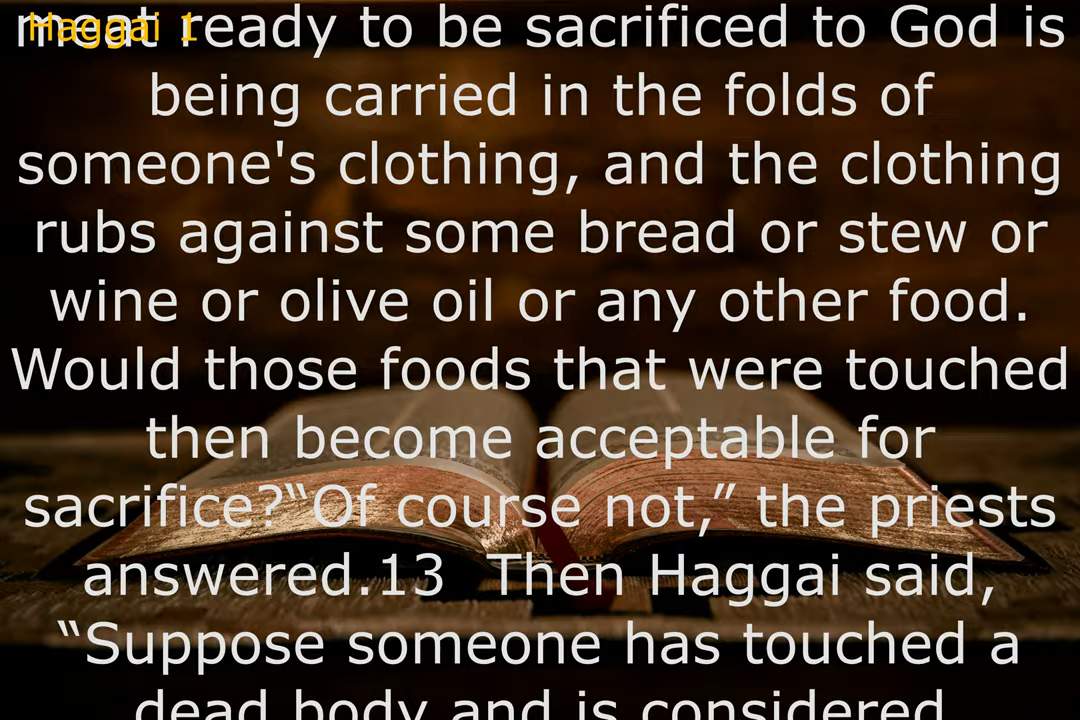 Haggai 1
meat ready to be sacrificed to God is
being carried in the folds of
someone's clothing, and the clothing
rubs against some bread or stew or
wine or olive oil or any other food.
Would those foods that were touched
then become acceptable for
sacrifice?“Of course not,” the priests
answered.13 Then Haggai said,
“Suppose someone has touched a
dead body and is considered